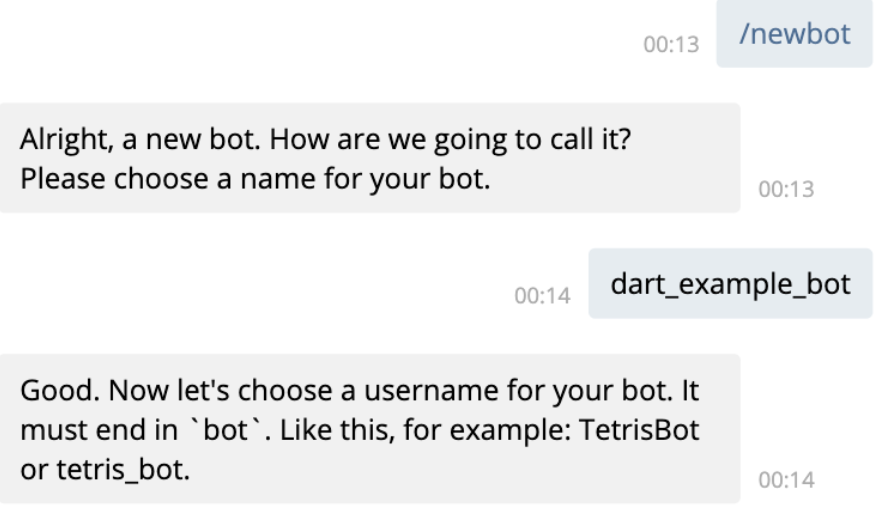 00:13 /newbot
Alright, a new bot. How are we going to call it?
Please choose a name for your bot.
00:13
00:14 dart_example_bot
Good. Now let's choose a username for your bot. It
must end in `bot`. Like this, for example: TetrisBot
or tetris_bot.
00:14